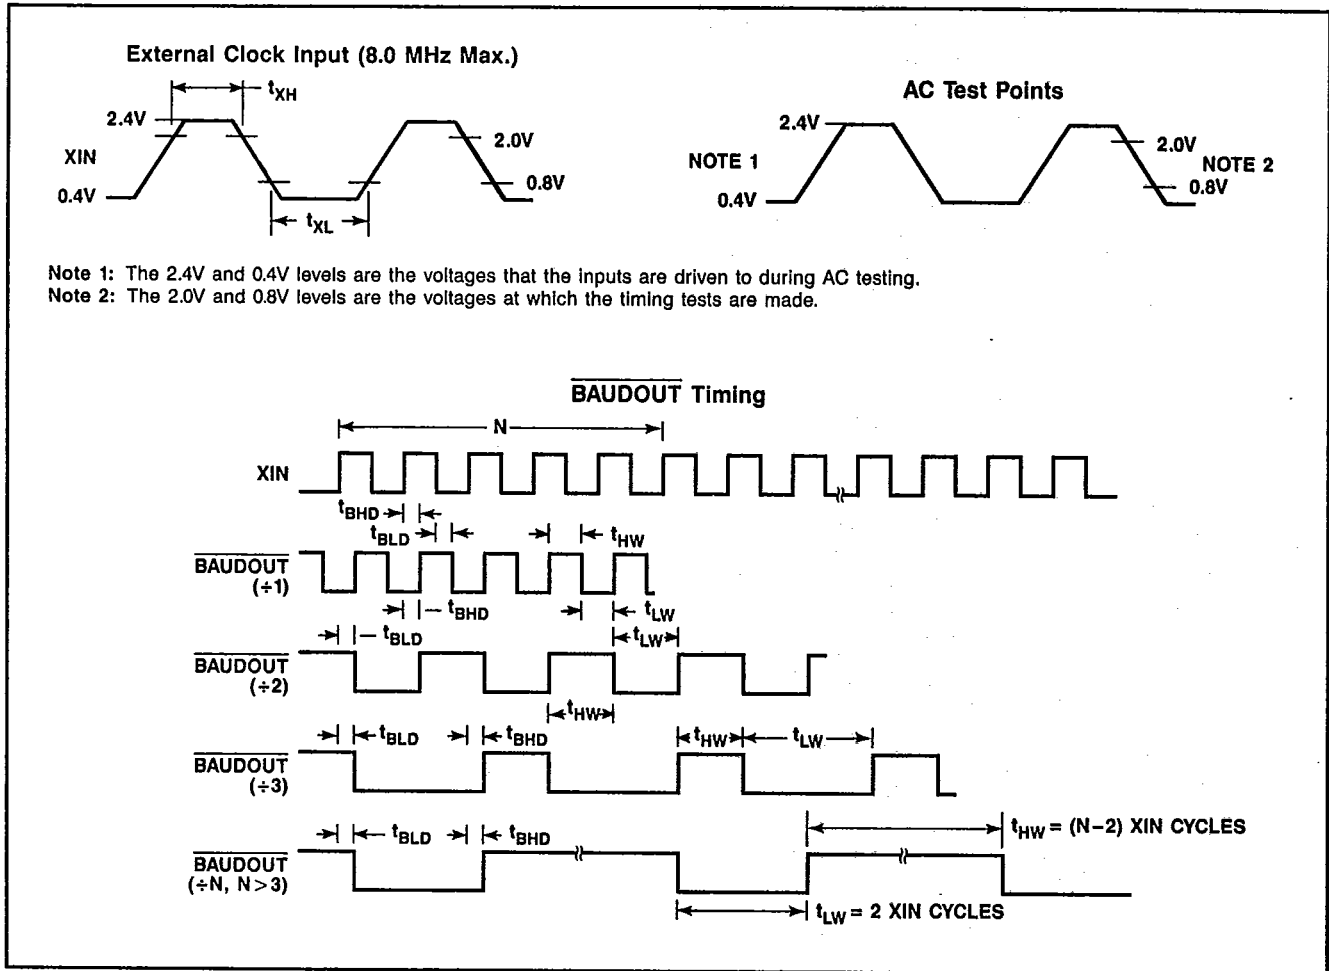 External Clock Input (8.0 MHz Max.)
tXH
2.4V
XIN
2.0V
0.4V
0.8V
tXL
AC Test Points
2.4V
NOTE 1
2.0V
NOTE 2
0.4V
0.8V
Note 1: The 2.4V and 0.4V levels are the voltages that the inputs are driven to during AC testing.
Note 2: The 2.0V and 0.8V levels are the voltages at which the timing tests are made.
BAUDOUT Timing
N
XIN
tBHD
tBLD
tHW
BAUDOUT
(÷1)
tBHD
tLW
tBLD
tLW
BAUDOUT
(÷2)
tHW
tBLD
tBHD
tHW
tLW
BAUDOUT
(÷3)
tBLD
tBHD
tHW = (N−2) XIN CYCLES
BAUDOUT
(÷N, N>3)
tLW = 2 XIN CYCLES